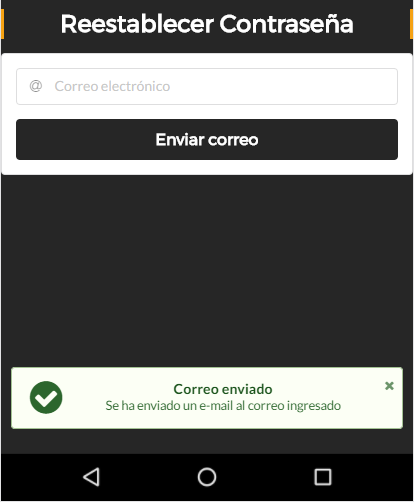 Reestablecer Contraseña
@ Correo electrónico
Enviar correo
Correo enviado
Se ha enviado un e-mail al correo ingresado